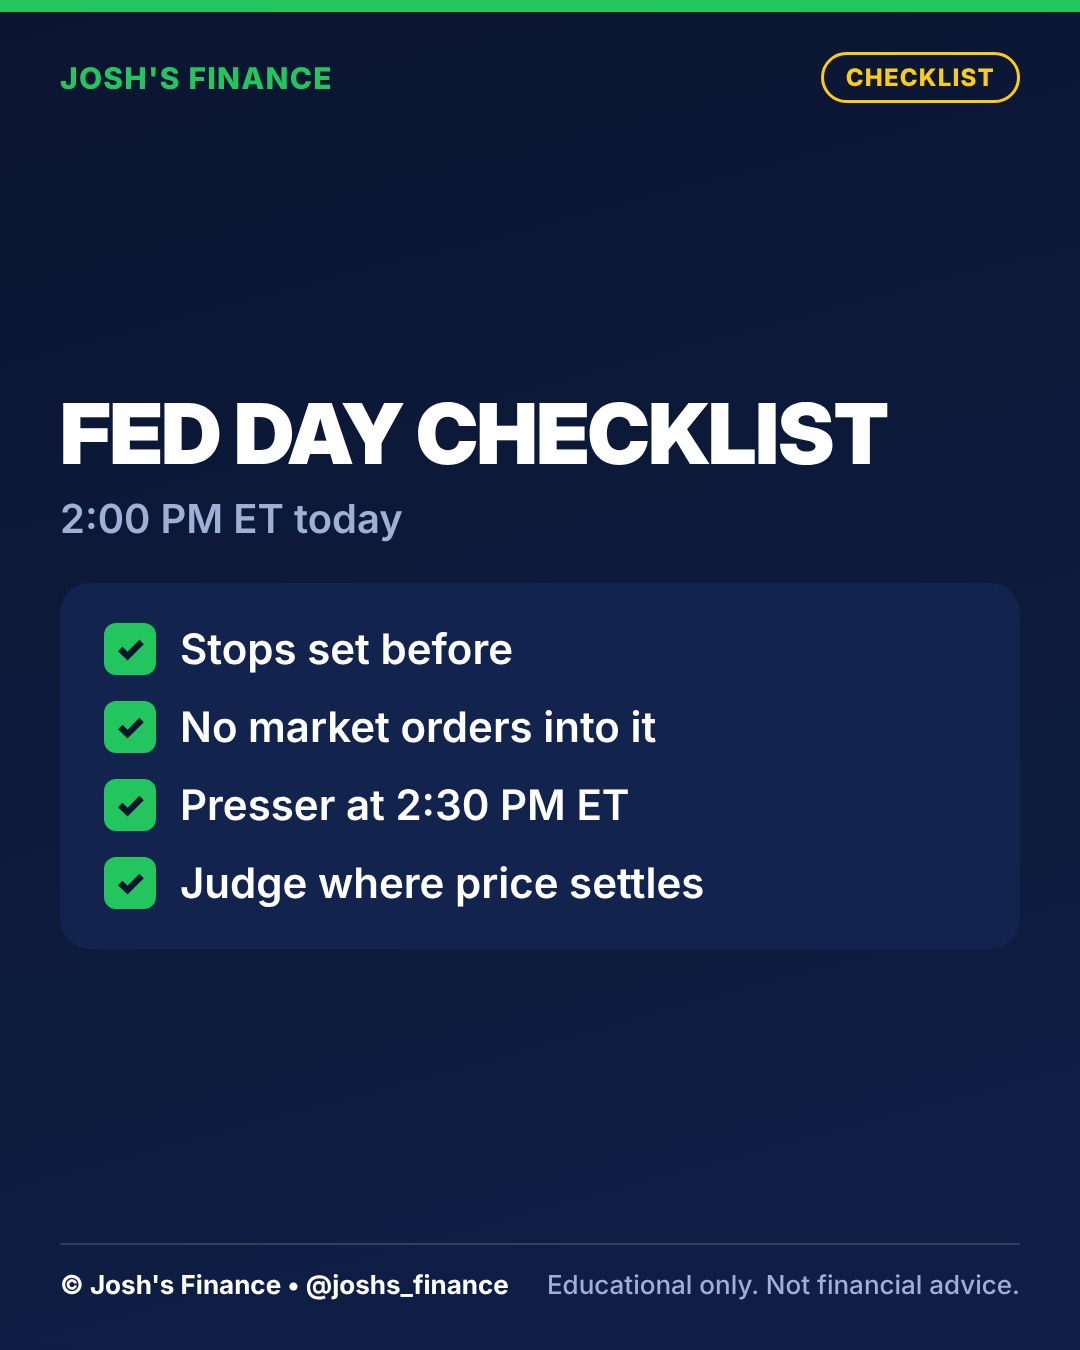 JOSH'S FINANCE
CHECKLIST
FED DAY CHECKLIST
2:00 PM ET today
Stops set before
No market orders into it
Presser at 2:30 PM ET
Judge where price settles
© Josh's Finance • @joshs_finance
Educational only. Not financial advice.